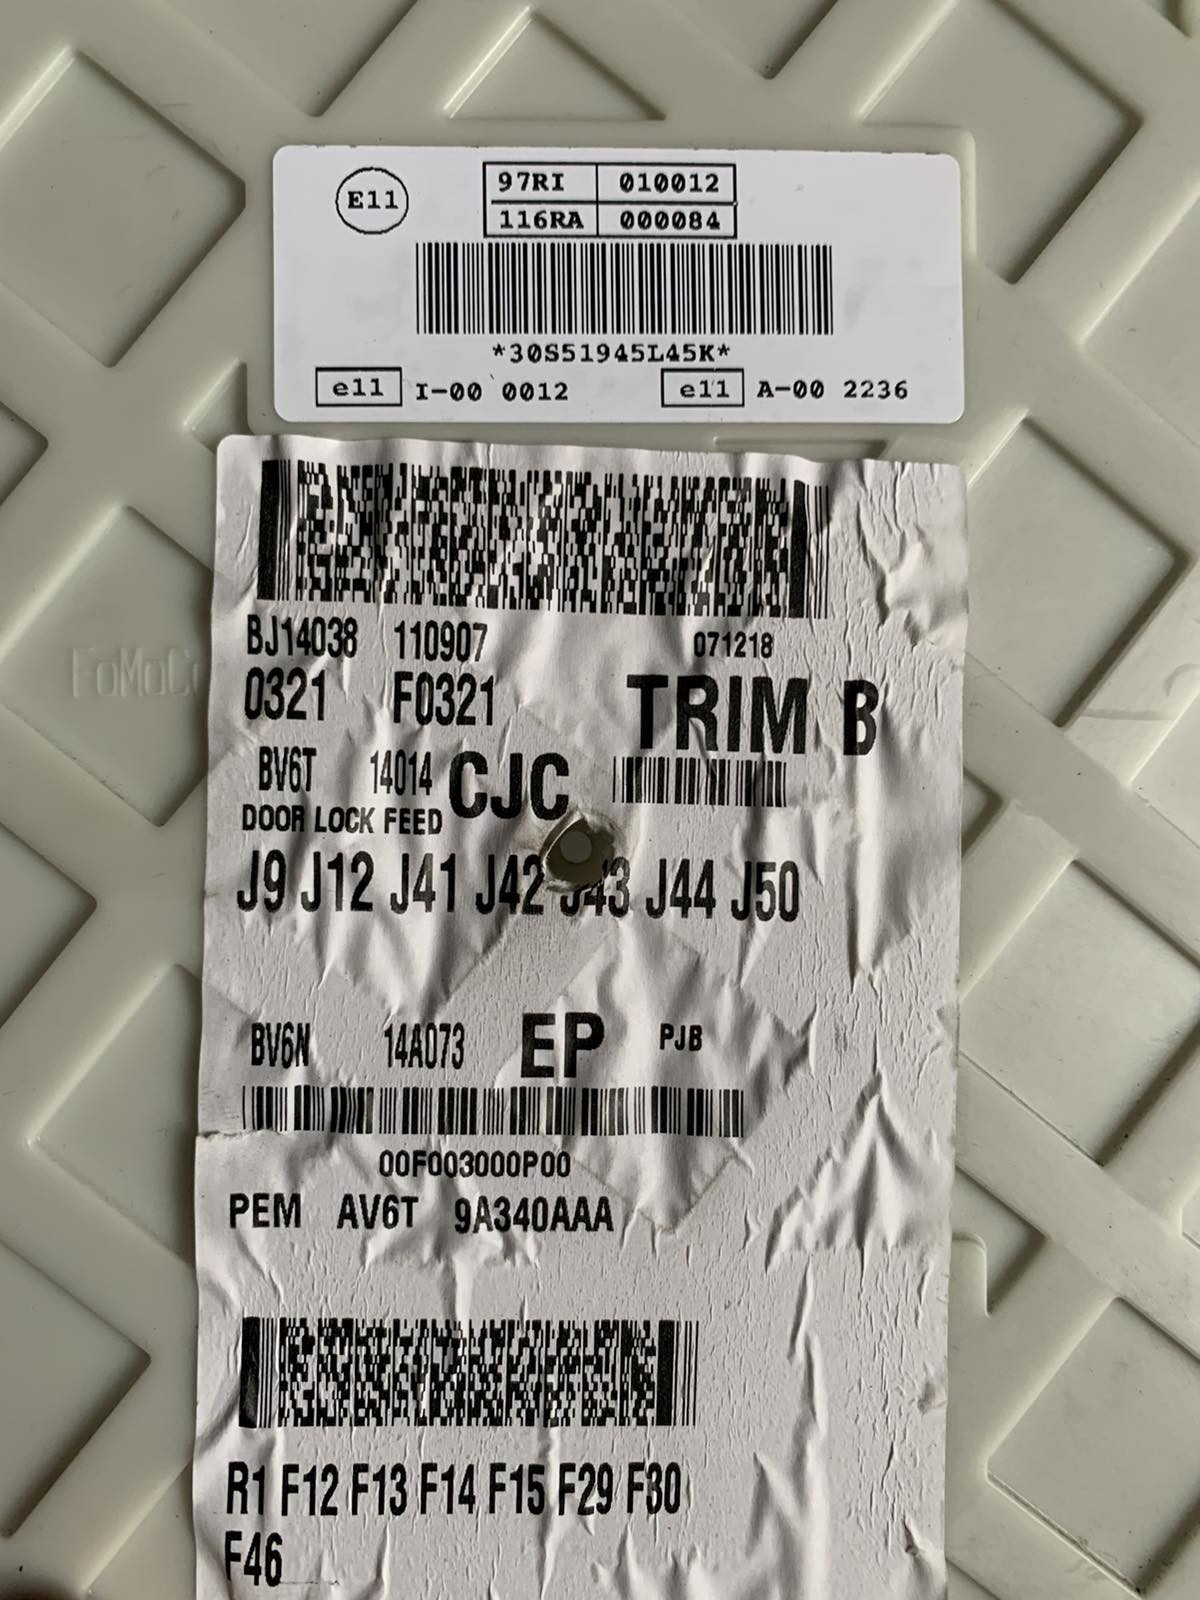 E11
97RI 010012
116RA 000084
*30S51945L45K*
e11 I-00 0012 e11 A-00 2236
BJ14038 110907 071218
0321 F0321 TRIM B
BV6T 14014 CJC
DOOR LOCK FEED
J9 J12 J41 J42 J43 J44 J50
FoMoCo
BV6N 14A073 EP PJB
00F003000P00
PEM AV6T 9A340AAA
R1 F12 F13 F14 F15 F29 F30
F46